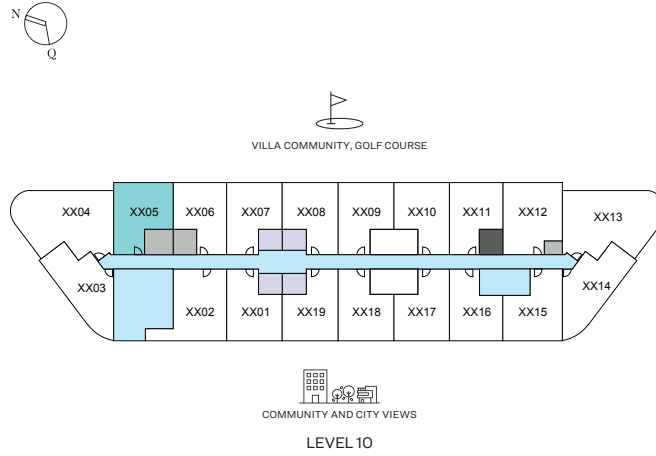 N
Q
VILLA COMMUNITY, GOLF COURSE
XX04 XX05 XX06 XX07 XX08 XX09 XX10 XX11 XX12 XX13
XX03 XX02 XX01 XX19 XX18 XX17 XX16 XX15 XX14
COMMUNITY AND CITY VIEWS
LEVEL 10